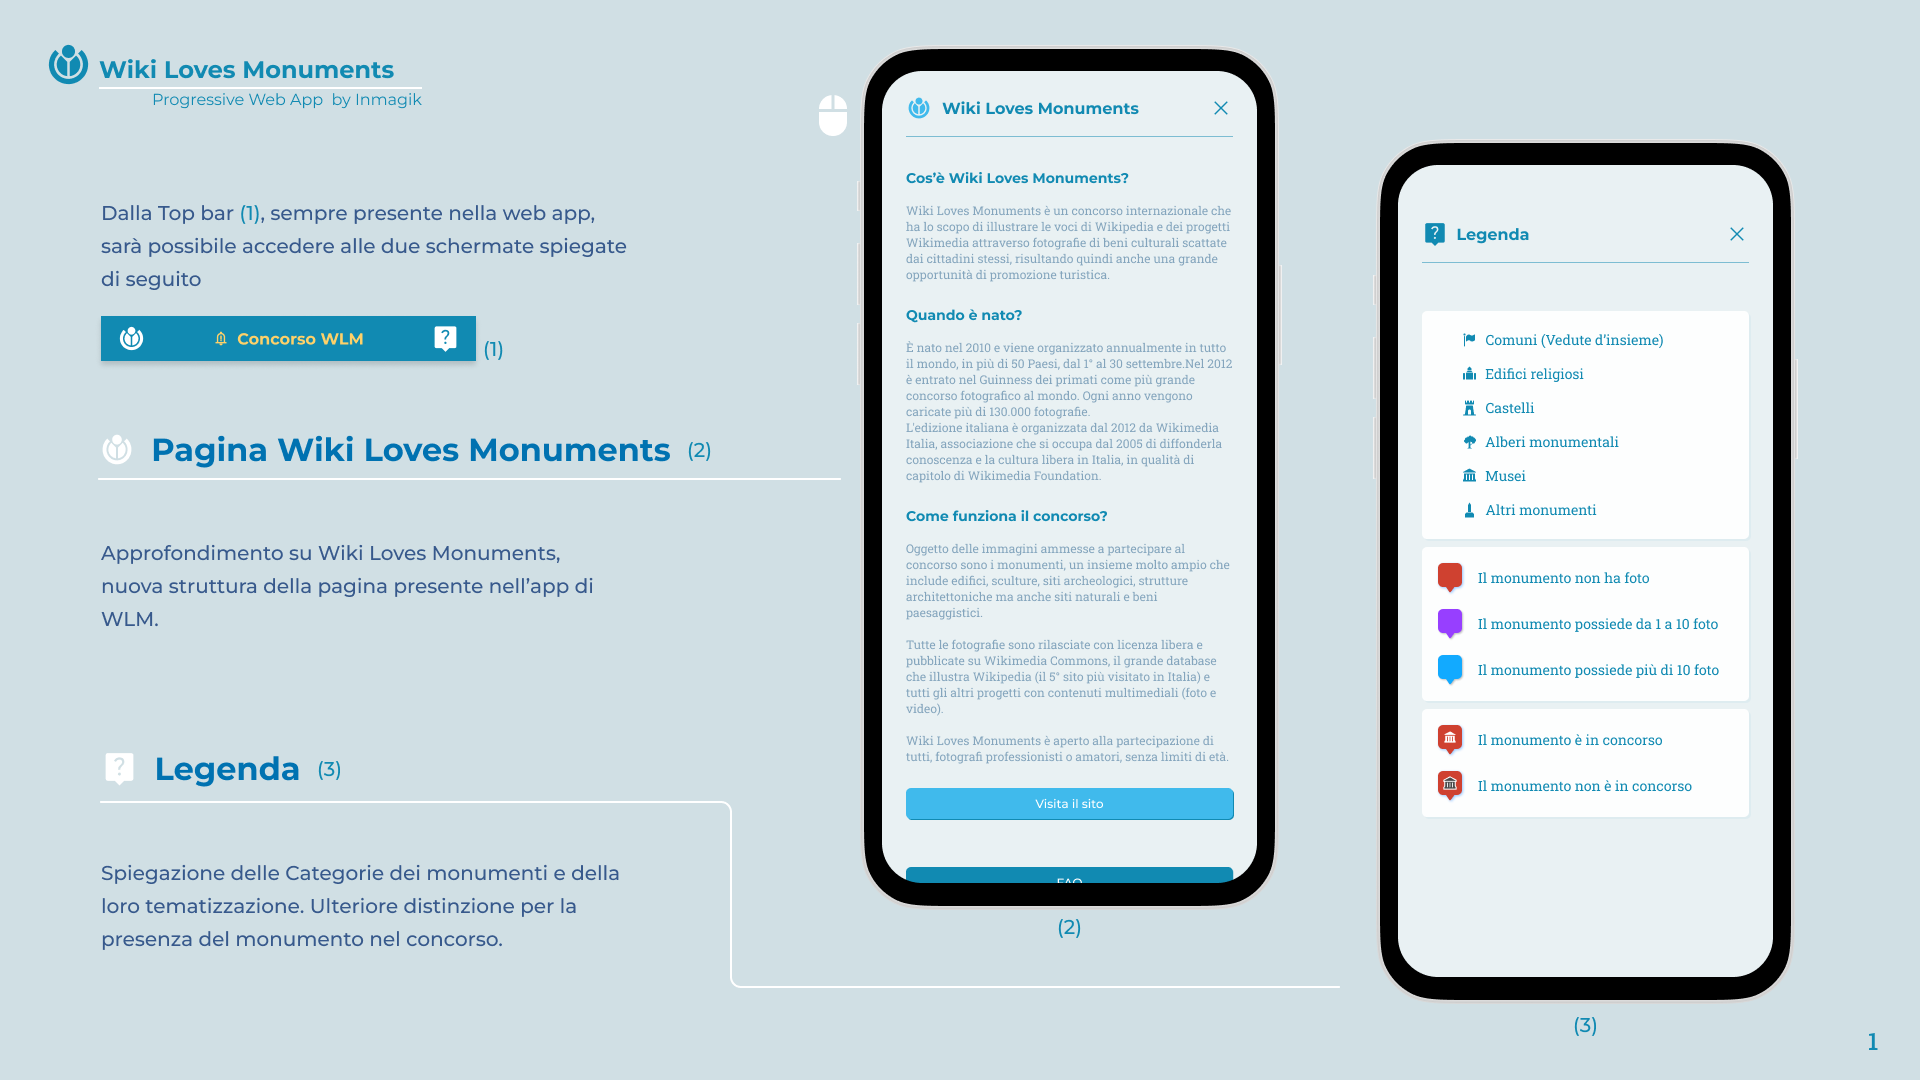 Wiki Loves Monuments
Progressive Web App by Inmagik
Dalla Top bar (1), sempre presente nella web app,
sarà possibile accedere alle due schermate spiegate
di seguito
? Concorso WLM
(1)
Pagina Wiki Loves Monuments (2)
Approfondimento su Wiki Loves Monuments,
nuova struttura della pagina presente nell’app di
WLM.
? Legenda (3)
Spiegazione delle Categorie dei monumenti e della
loro tematizzazione. Ulteriore distinzione per la
presenza del monumento nel concorso.
Wiki Loves Monuments
Cos’è Wiki Loves Monuments?
Wiki Loves Monuments è un concorso internazionale che
ha lo scopo di illustrare le voci di Wikipedia e dei progetti
Wikimedia attraverso fotografie di beni culturali scattate
dai cittadini stessi, risultando quindi anche una grande
opportunità di promozione turistica.
Quando è nato?
È nato nel 2010 e viene organizzato annualmente in tutto
il mondo, in più di 50 Paesi, dal 1° al 30 settembre.Nel 2012
è entrato nel Guinness dei primati come più grande
concorso fotografico al mondo. Ogni anno vengono
caricate più di 130.000 fotografie.
L'edizione italiana è organizzata dal 2012 da Wikimedia
Italia, associazione che si occupa dal 2005 di diffonderla
conoscenza e la cultura libera in Italia, in qualità di
capitolo di Wikimedia Foundation.
Come funziona il concorso?
Oggetto delle immagini ammesse a partecipare al
concorso sono i monumenti, un insieme molto ampio che
include edifici, sculture, siti archeologici, strutture
architettoniche ma anche siti naturali e beni
paesaggistici.
Tutte le fotografie sono rilasciate con licenza libera e
pubblicate su Wikimedia Commons, il grande database
che illustra Wikipedia (il 5° sito più visitato in Italia) e
tutti gli altri progetti con contenuti multimediali (foto e
video).
Wiki Loves Monuments è aperto alla partecipazione di
tutti, fotografi professionisti o amatori, senza limiti di età.
Visita il sito
FAQ
(2)
? Legenda
Comuni (Vedute d’insieme)
Edifici religiosi
Castelli
Alberi monumentali
Musei
Altri monumenti
Il monumento non ha foto
Il monumento possiede da 1 a 10 foto
Il monumento possiede più di 10 foto
Il monumento è in concorso
Il monumento non è in concorso
(3)
1